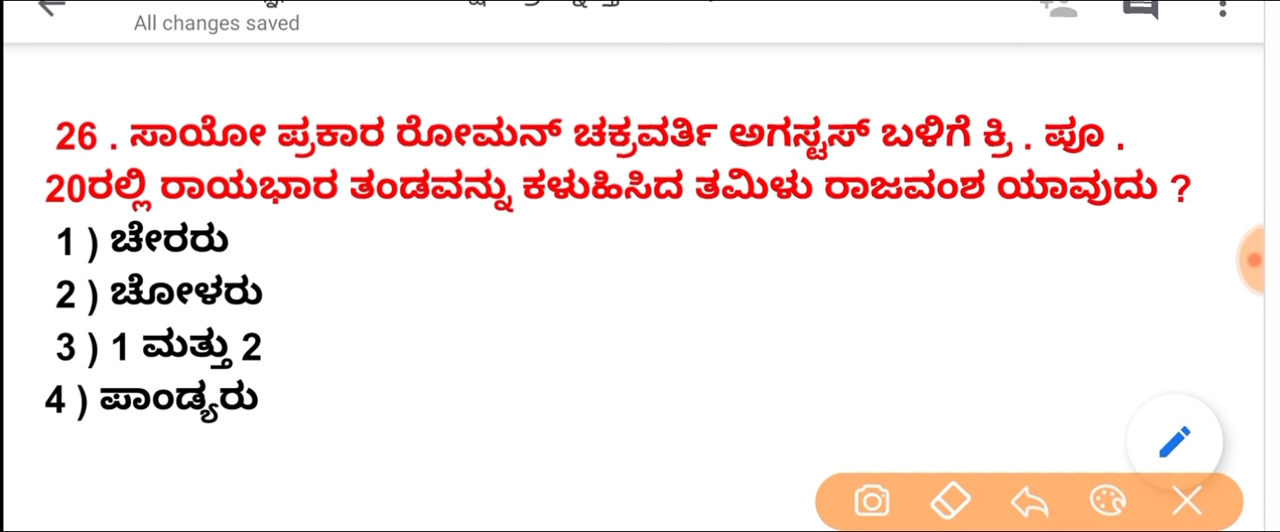 All changes saved
26 . ಸಾಯೋ ಪ್ರಕಾರ ರೋಮನ್ ಚಕ್ರವರ್ತಿ ಅಗಸ್ಟಸ್ ಬಳಿಗೆ ಕ್ರಿ . ಪೂ .
20ರಲ್ಲಿ ರಾಯಭಾರ ತಂಡವನ್ನು ಕಳುಹಿಸಿದ ತಮಿಳು ರಾಜವಂಶ ಯಾವುದು ?
1 ) ಚೇರರು
2 ) ಚೋಳರು
3 ) 1 ಮತ್ತು 2
4 ) ಪಾಂಡ್ಯರು